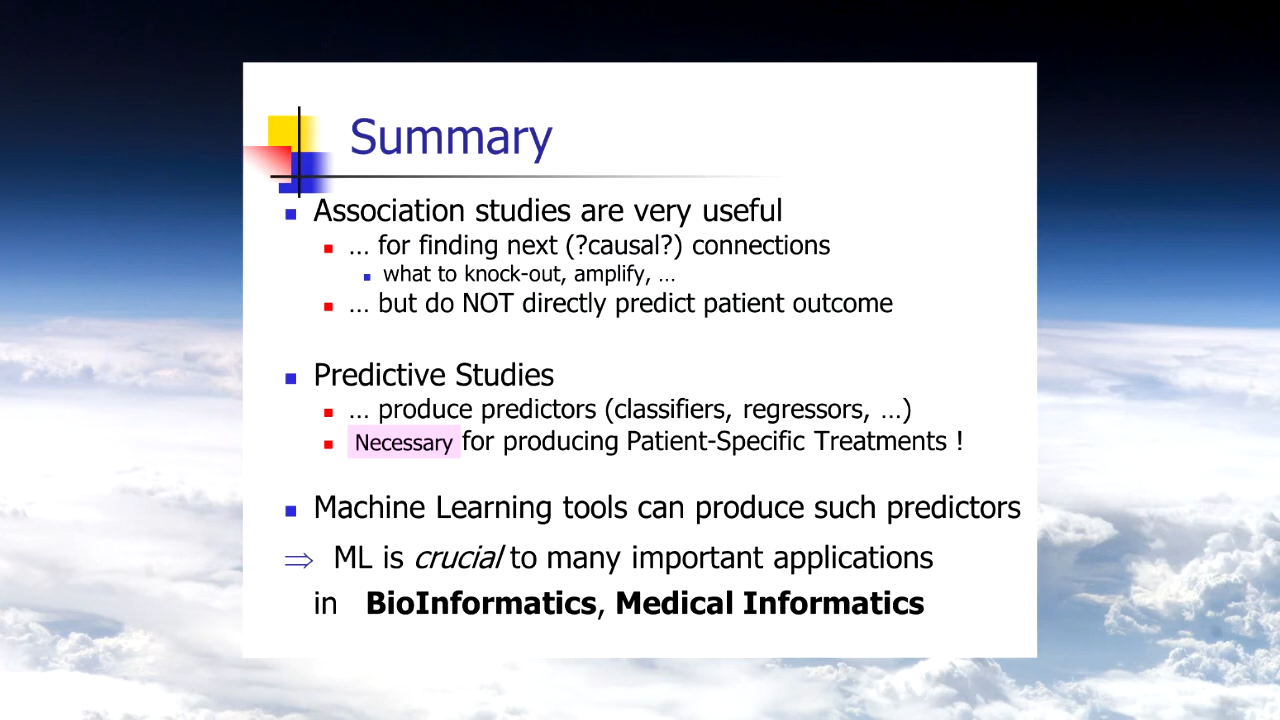 Summary
Association studies are very useful
… for finding next (?causal?) connections
what to knock-out, amplify, …
… but do NOT directly predict patient outcome
Predictive Studies
… produce predictors (classifiers, regressors, …)
Necessary for producing Patient-Specific Treatments !
Machine Learning tools can produce such predictors
⇒ ML is crucial to many important applications
in BioInformatics, Medical Informatics